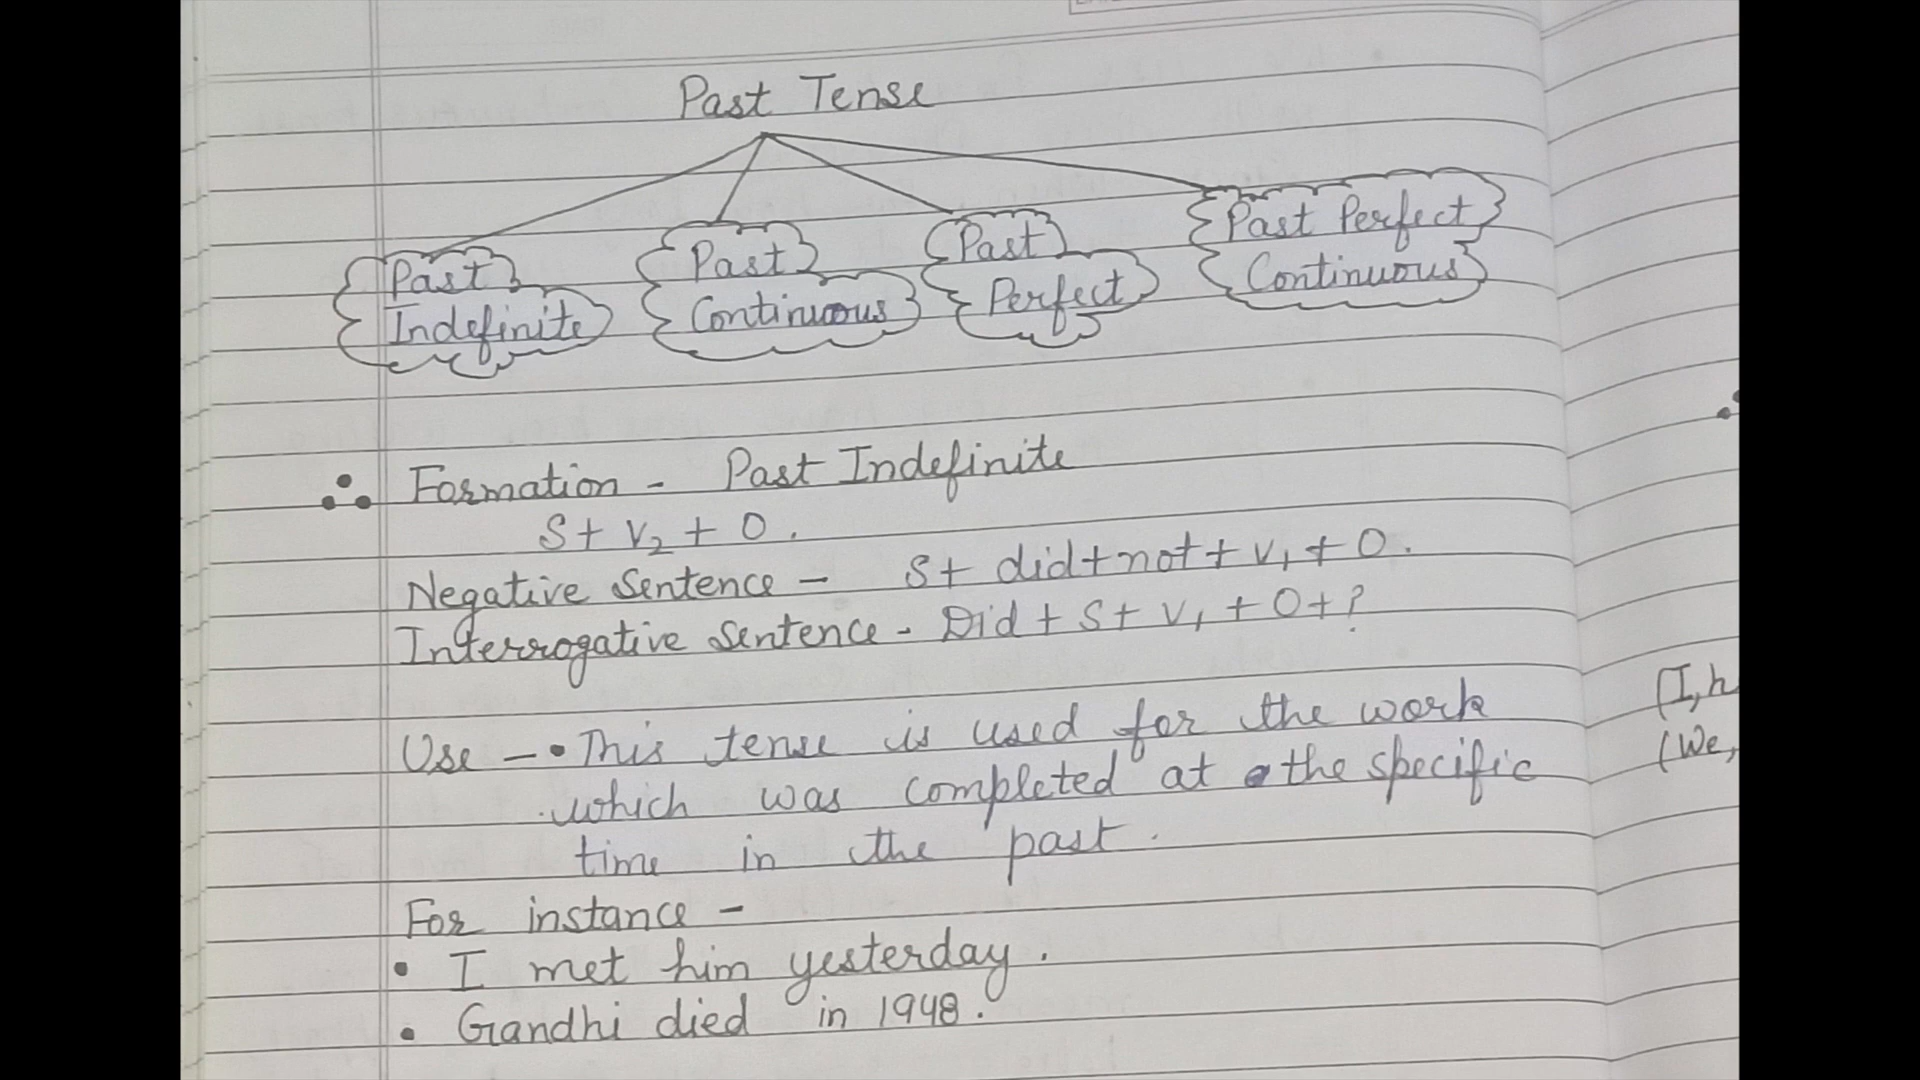 Past Tense
Past Indefinite
Past Continuous
Past Perfect
Past Perfect Continuous
∴ Formation - Past Indefinite
S + V₂ + O.
Negative Sentence - S + did + not + V₁ + O.
Interrogative Sentence - Did + S + V₁ + O + ?
Use - • This tense is used for the work
which was completed at the specific
time in the past.
For instance -
• I met him yesterday.
• Gandhi died in 1948.
(I, h
(We,